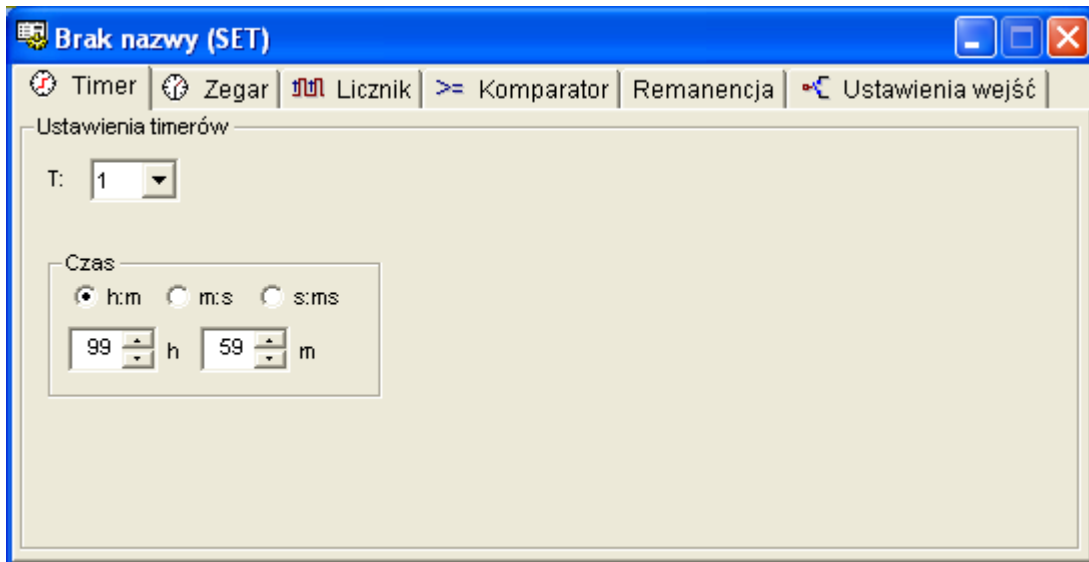 Brak nazwy (SET)
Timer Zegar Licznik >= Komparator Remanencja Ustawienia wejść
Ustawienia timerów
T: 1
Czas
h:m m:s s:ms
99 h 59 m